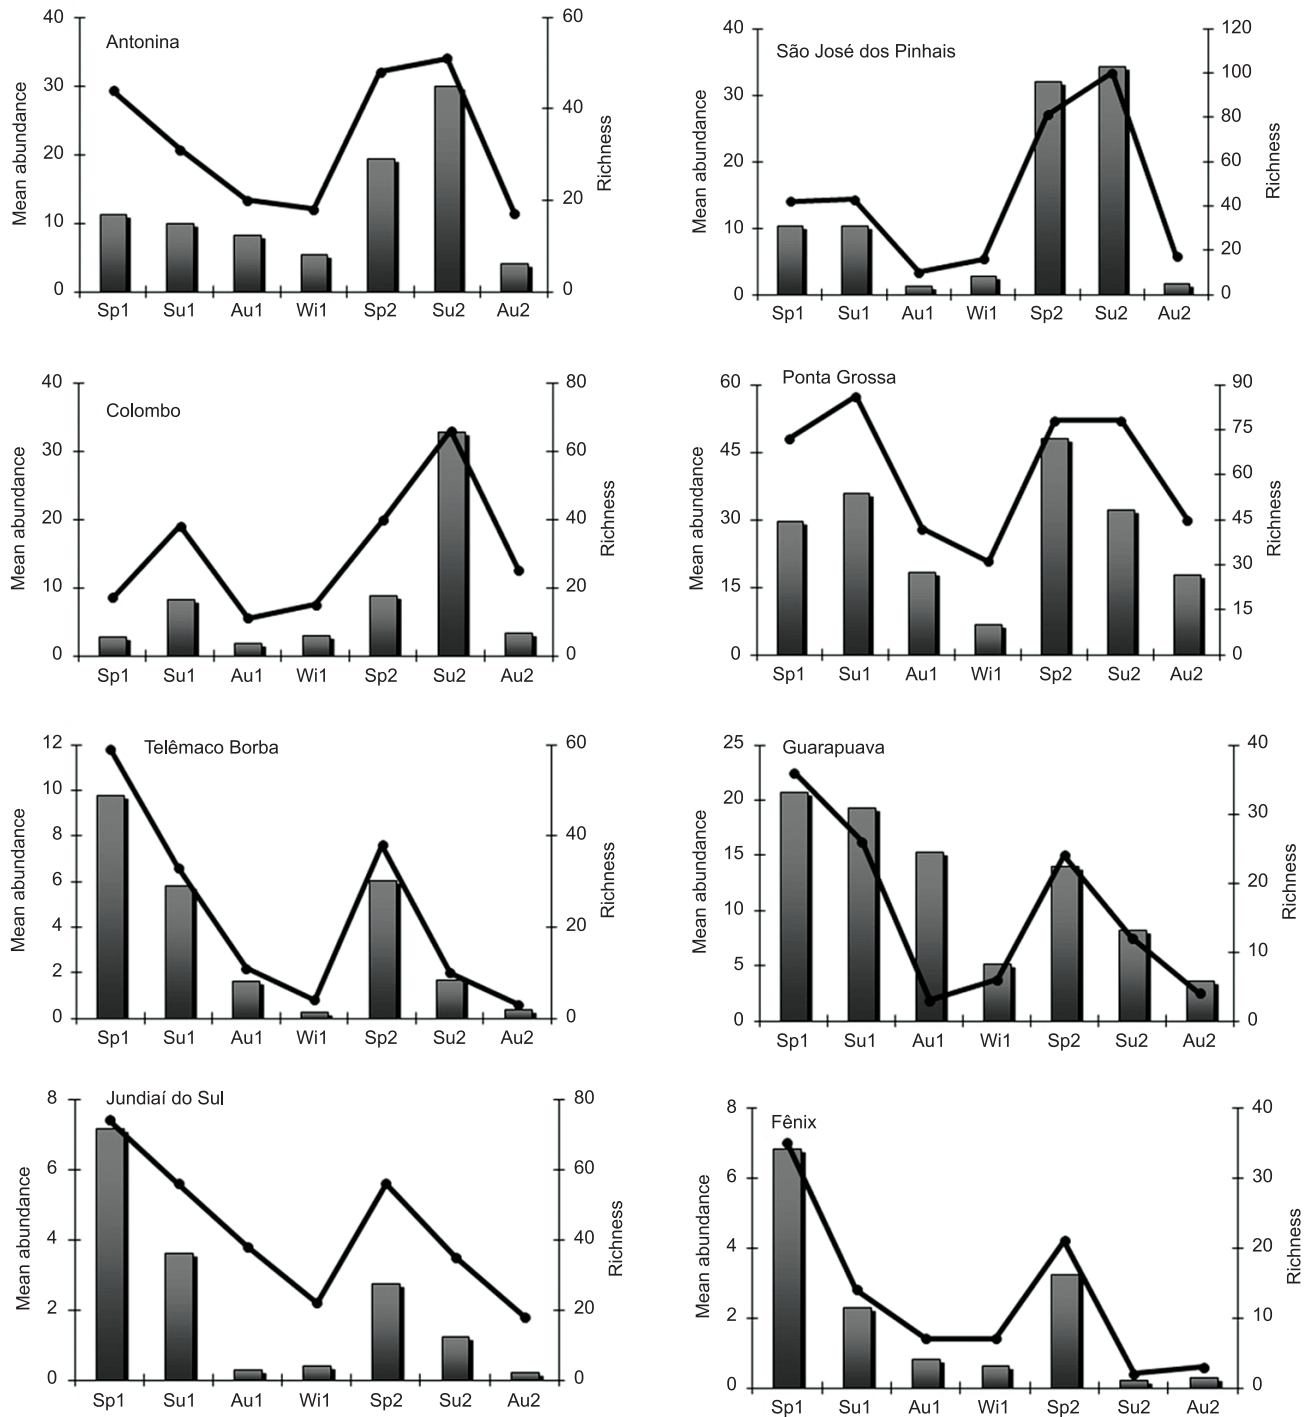 Antonina
Mean abundance
40
30
20
10
0
60
40
20
0
Richness
Sp1 Su1 Au1 Wi1 Sp2 Su2 Au2
São José dos Pinhais
Mean abundance
40
30
20
10
0
120
100
80
60
40
20
0
Richness
Sp1 Su1 Au1 Wi1 Sp2 Su2 Au2
Colombo
Mean abundance
40
30
20
10
0
80
60
40
20
0
Richness
Sp1 Su1 Au1 Wi1 Sp2 Su2 Au2
Ponta Grossa
Mean abundance
60
45
30
15
0
90
75
60
45
30
15
0
Richness
Sp1 Su1 Au1 Wi1 Sp2 Su2 Au2
Telêmaco Borba
Mean abundance
12
10
8
6
4
2
0
60
40
20
0
Richness
Sp1 Su1 Au1 Wi1 Sp2 Su2 Au2
Guarapuava
Mean abundance
25
20
15
10
5
0
40
30
20
10
0
Richness
Sp1 Su1 Au1 Wi1 Sp2 Su2 Au2
Jundiaí do Sul
Mean abundance
8
6
4
2
0
80
60
40
20
0
Richness
Sp1 Su1 Au1 Wi1 Sp2 Su2 Au2
Fênix
Mean abundance
8
6
4
2
0
40
30
20
10
0
Richness
Sp1 Su1 Au1 Wi1 Sp2 Su2 Au2